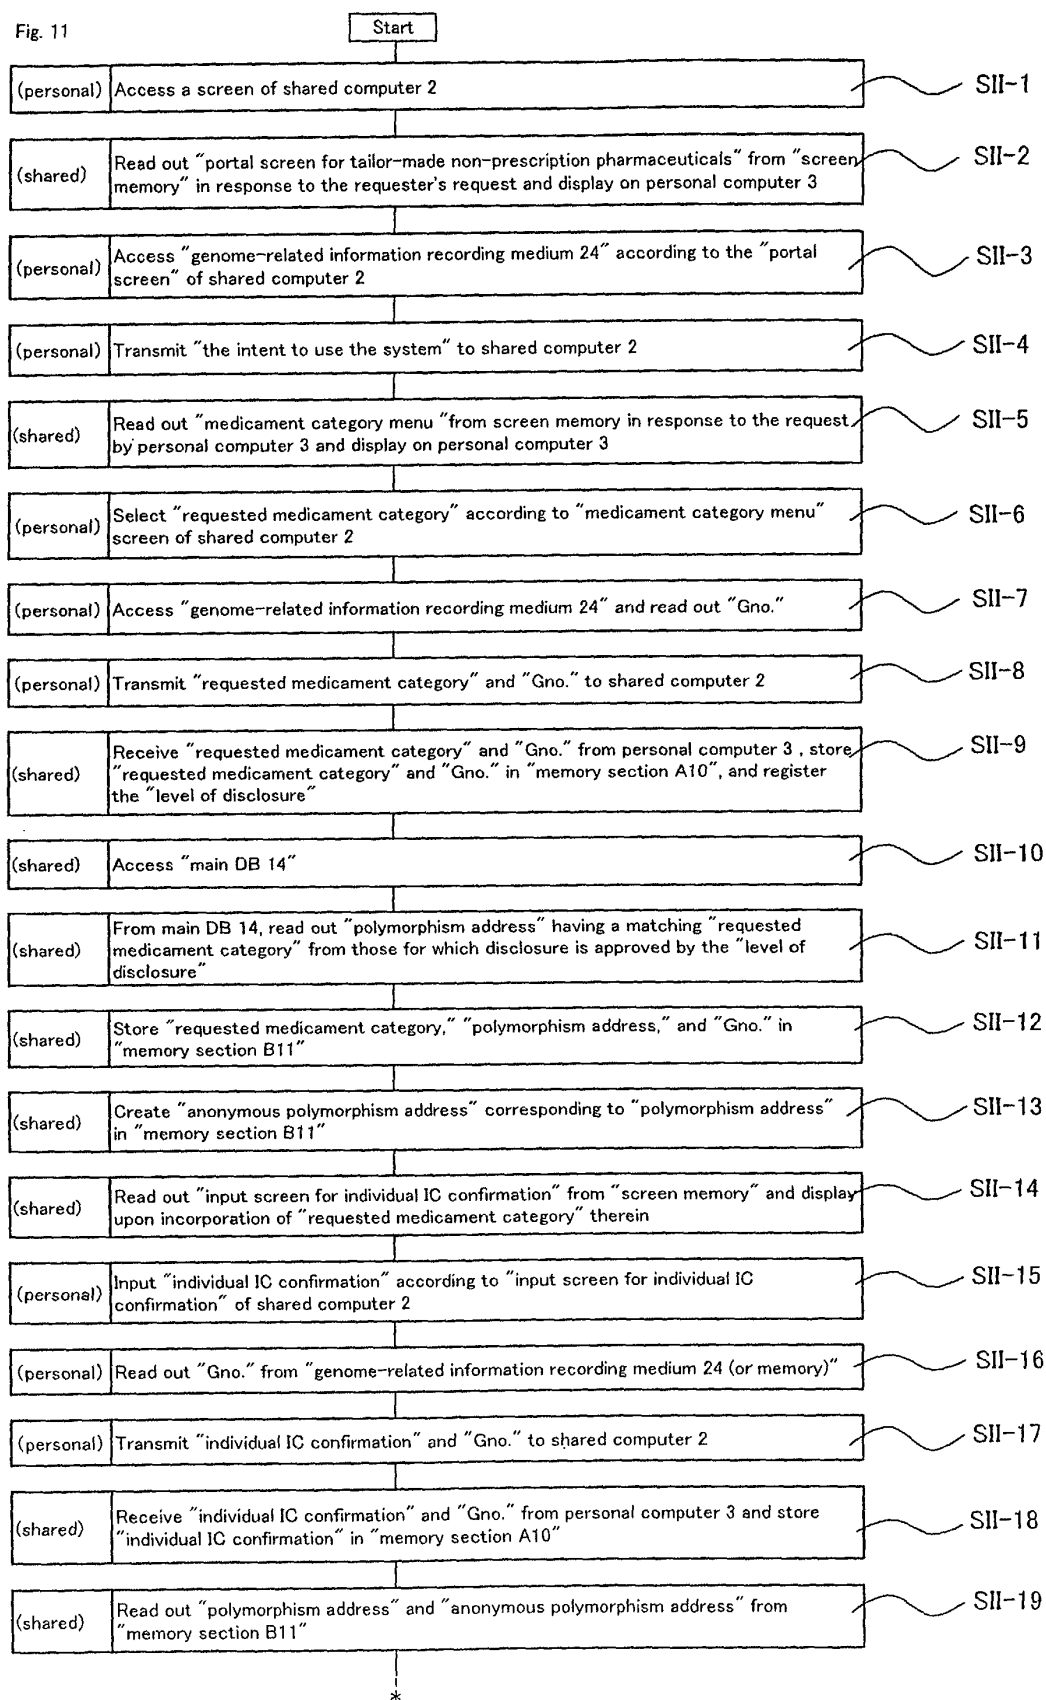 Fig. 11
Start
(personal) Access a screen of shared computer 2 SII-1
(shared) Read out "portal screen for tailor-made non-prescription pharmaceuticals" from "screen SII-2
memory" in response to the requester's request and display on personal computer 3
(personal) Access "genome-related information recording medium 24" according to the "portal SII-3
screen" of shared computer 2
(personal) Transmit "the intent to use the system" to shared computer 2 SII-4
(shared) Read out "medicament category menu "from screen memory in response to the request SII-5
by personal computer 3 and display on personal computer 3
(personal) Select "requested medicament category" according to "medicament category menu" SII-6
screen of shared computer 2
(personal) Access "genome-related information recording medium 24" and read out "Gno." SII-7
(personal) Transmit "requested medicament category" and "Gno." to shared computer 2 SII-8
(shared) Receive "requested medicament category" and "Gno." from personal computer 3 , store SII-9
"requested medicament category" and "Gno." in "memory section A10", and register
the "level of disclosure"
(shared) Access "main DB 14" SII-10
(shared) From main DB 14, read out "polymorphism address" having a matching "requested SII-11
medicament category" from those for which disclosure is approved by the "level of
disclosure"
(shared) Store "requested medicament category," "polymorphism address," and "Gno." in SII-12
"memory section B11"
(shared) Create "anonymous polymorphism address" corresponding to "polymorphism address" SII-13
in "memory section B11"
(shared) Read out "input screen for individual IC confirmation" from "screen memory" and display SII-14
upon incorporation of "requested medicament category" therein
(personal) Input "individual IC confirmation" according to "input screen for individual IC SII-15
confirmation" of shared computer 2
(personal) Read out "Gno." from "genome-related information recording medium 24 (or memory)" SII-16
(personal) Transmit "individual IC confirmation" and "Gno." to shared computer 2 SII-17
(shared) Receive "individual IC confirmation" and "Gno." from personal computer 3 and store SII-18
"individual IC confirmation" in "memory section A10"
(shared) Read out "polymorphism address" and "anonymous polymorphism address" from SII-19
"memory section B11"
*